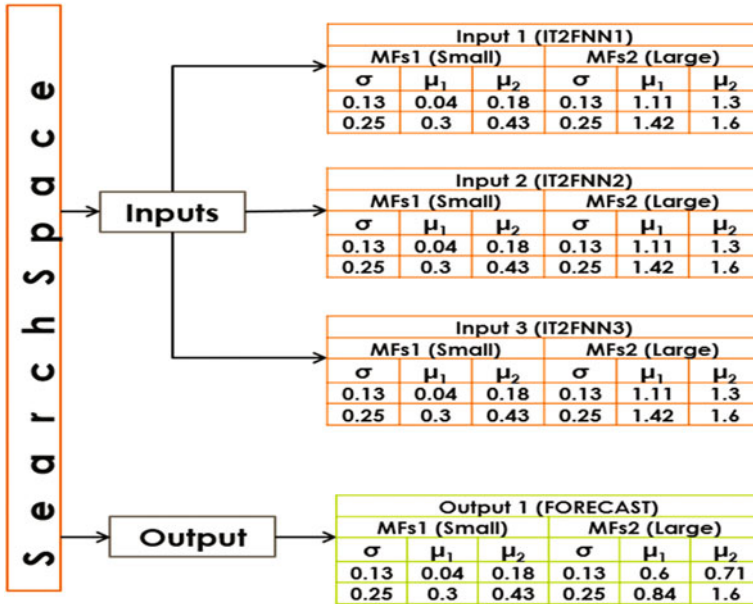 Search Space
Inputs
Input 1 (IT2FNN1)
MFs1 (Small) MFs2 (Large)
σ μ₁ μ₂ σ μ₁ μ₂
0.13 0.04 0.18 0.13 1.11 1.3
0.25 0.3 0.43 0.25 1.42 1.6
Input 2 (IT2FNN2)
MFs1 (Small) MFs2 (Large)
σ μ₁ μ₂ σ μ₁ μ₂
0.13 0.04 0.18 0.13 1.11 1.3
0.25 0.3 0.43 0.25 1.42 1.6
Input 3 (IT2FNN3)
MFs1 (Small) MFs2 (Large)
σ μ₁ μ₂ σ μ₁ μ₂
0.13 0.04 0.18 0.13 1.11 1.3
0.25 0.3 0.43 0.25 1.42 1.6
Output
Output 1 (FORECAST)
MFs1 (Small) MFs2 (Large)
σ μ₁ μ₂ σ μ₁ μ₂
0.13 0.04 0.18 0.13 0.6 0.71
0.25 0.3 0.43 0.25 0.84 1.6